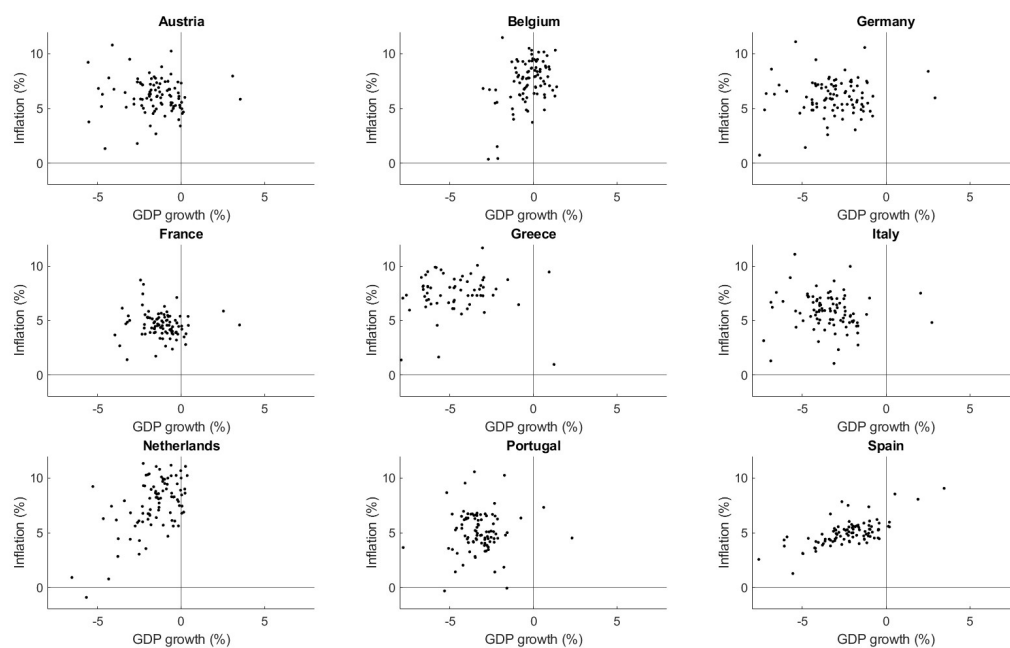 Austria
Inflation (%)
10
5
0
-5
0
5
GDP growth (%)
Belgium
Inflation (%)
10
5
0
-5
0
5
GDP growth (%)
Germany
Inflation (%)
10
5
0
-5
0
5
GDP growth (%)
France
Inflation (%)
10
5
0
-5
0
5
GDP growth (%)
Greece
Inflation (%)
10
5
0
-5
0
5
GDP growth (%)
Italy
Inflation (%)
10
5
0
-5
0
5
GDP growth (%)
Netherlands
Inflation (%)
10
5
0
-5
0
5
GDP growth (%)
Portugal
Inflation (%)
10
5
0
-5
0
5
GDP growth (%)
Spain
Inflation (%)
10
5
0
-5
0
5
GDP growth (%)